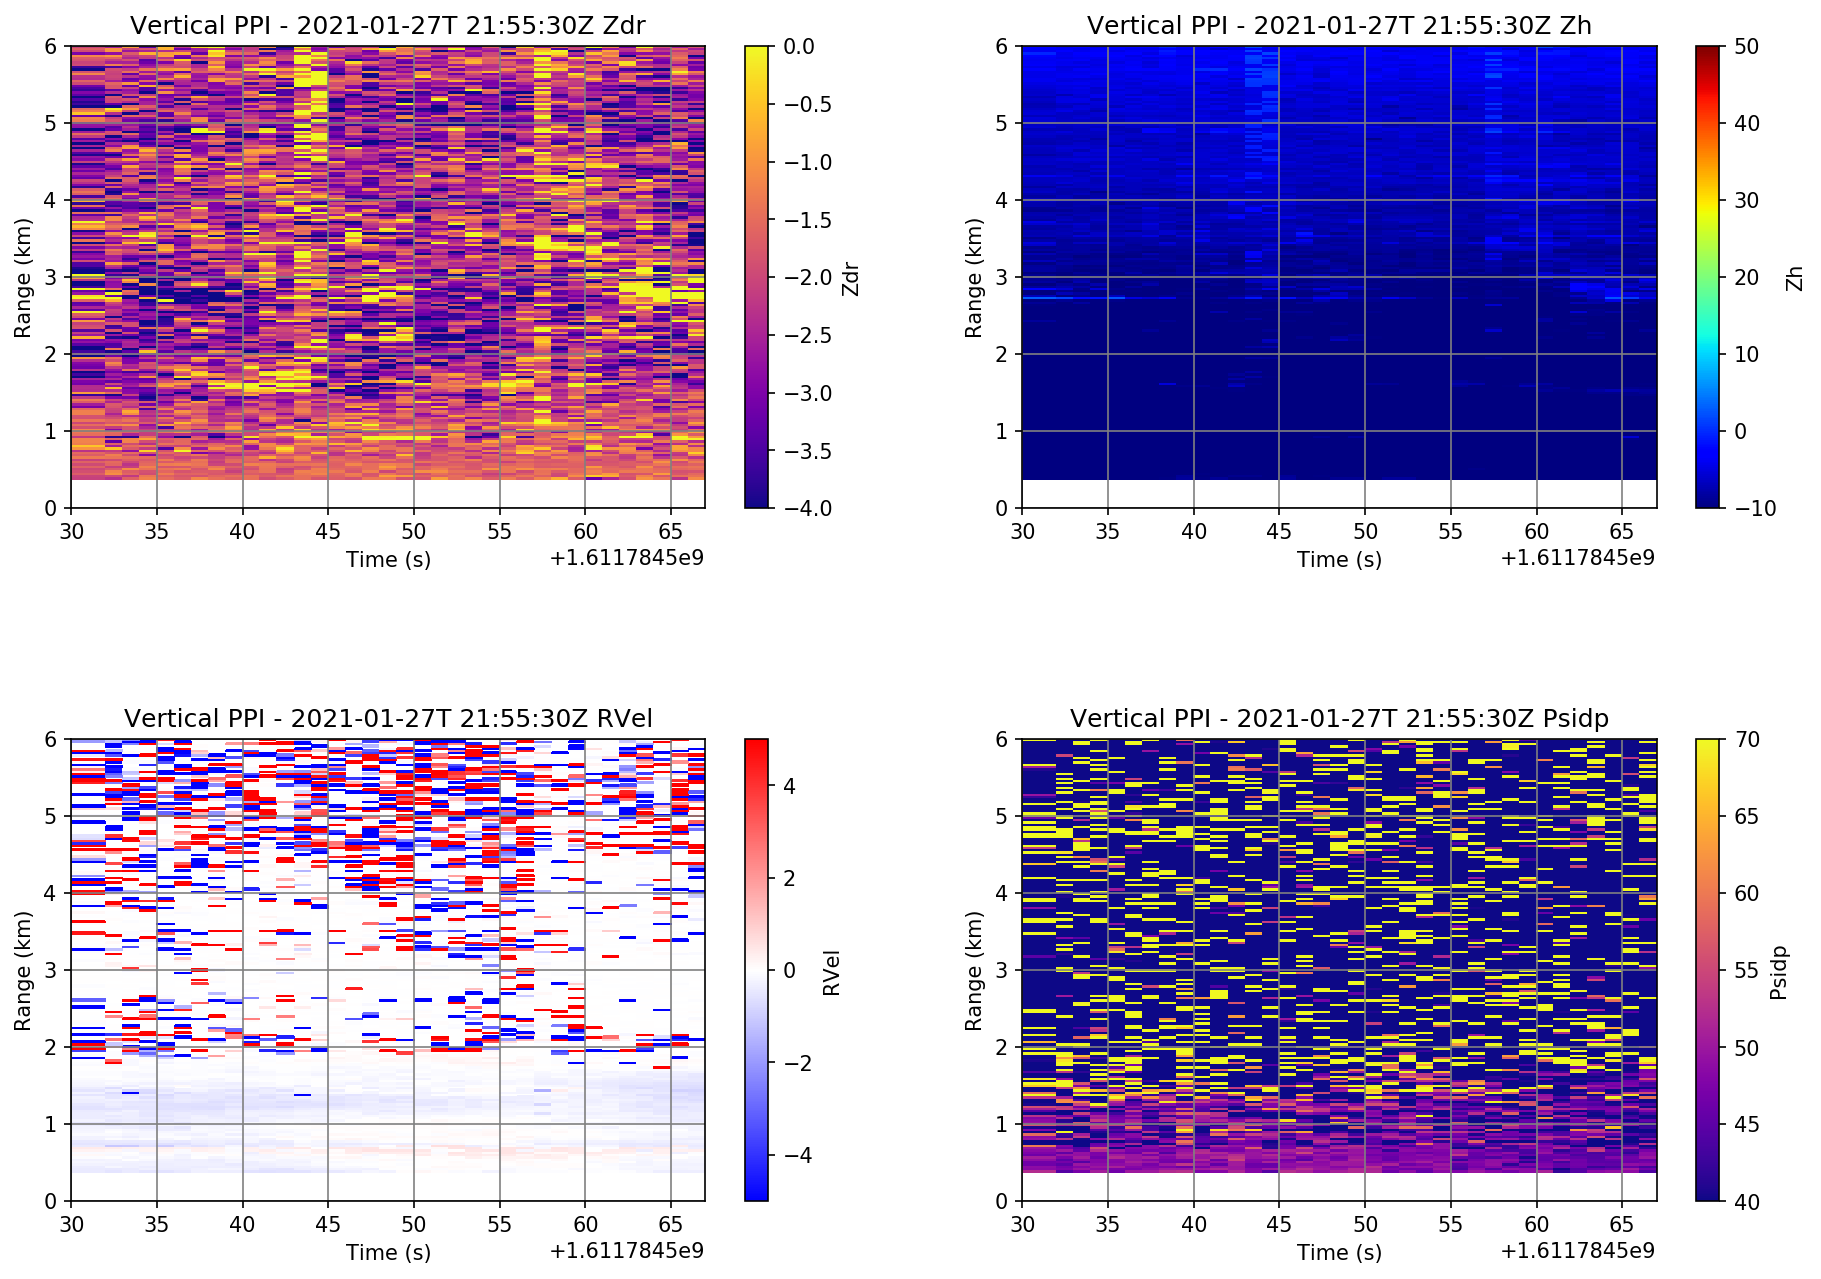 Vertical PPI - 2021-01-27T 21:55:30Z Zdr
6
5
4
3
2
1
0
Range (km)
30 35 40 45 50 55 60 65
Time (s)
+1.6117845e9
0.0
−0.5
−1.0
−1.5
−2.0
−2.5
−3.0
−3.5
−4.0
Zdr
Vertical PPI - 2021-01-27T 21:55:30Z Zh
6
5
4
3
2
1
0
Range (km)
30 35 40 45 50 55 60 65
Time (s)
+1.6117845e9
50
40
30
20
10
0
−10
Zh
Vertical PPI - 2021-01-27T 21:55:30Z RVel
6
5
4
3
2
1
0
Range (km)
30 35 40 45 50 55 60 65
Time (s)
+1.6117845e9
4
2
0
−2
−4
RVel
Vertical PPI - 2021-01-27T 21:55:30Z Psidp
6
5
4
3
2
1
0
Range (km)
30 35 40 45 50 55 60 65
Time (s)
+1.6117845e9
70
65
60
55
50
45
40
Psidp